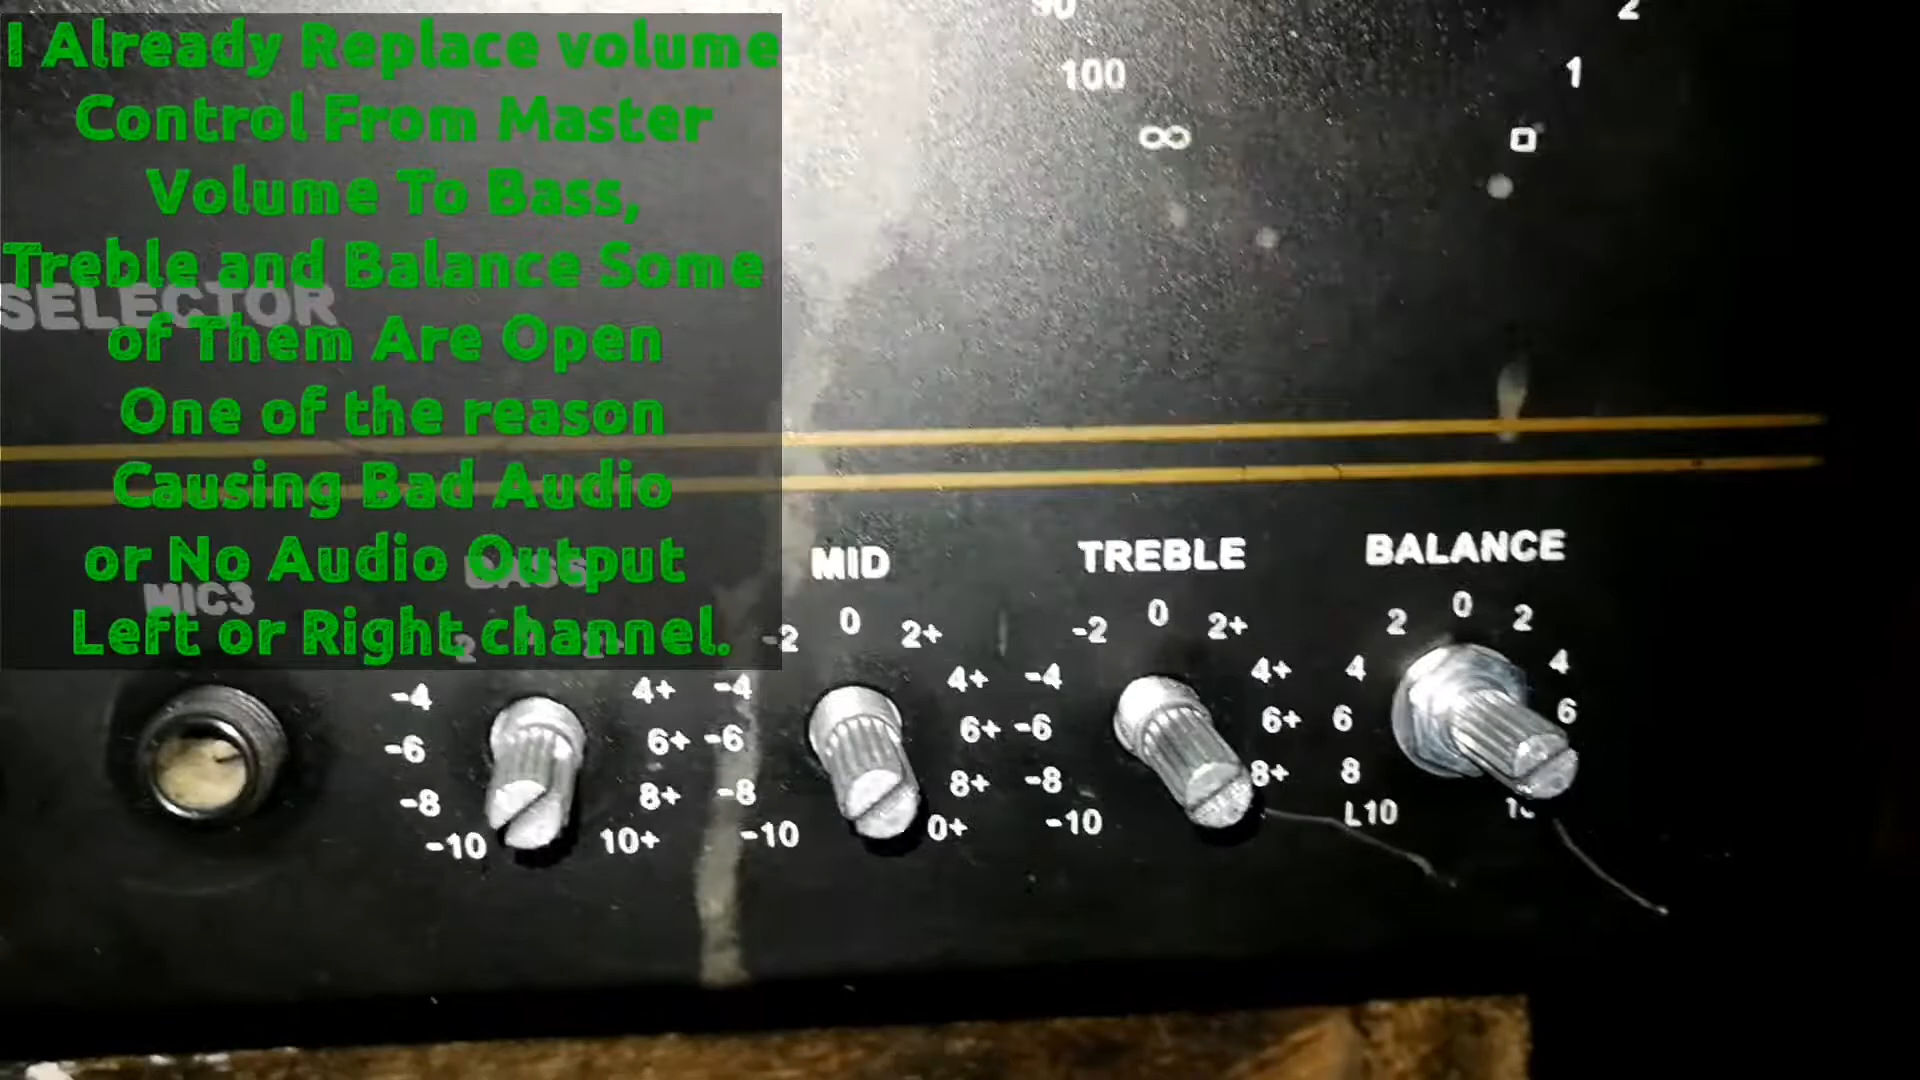 I Already Replace volume
Control From Master
Volume To Bass,
Treble and Balance Some
of Them Are Open
One of the reason
Causing Bad Audio
or No Audio Output
Left or Right channel.
100 1
∞
SELECTOR
MIC3 BASS MID TREBLE BALANCE
-2 0 2+ -2 0 2+ 2 0 2
-4 4+ -4 4+ -4 4+ 4 4
-6 6+ -6 6+ -6 6+ 6 6
-8 8+ -8 8+ -8 8+ 8
-10 10+ -10 0+ -10 L10